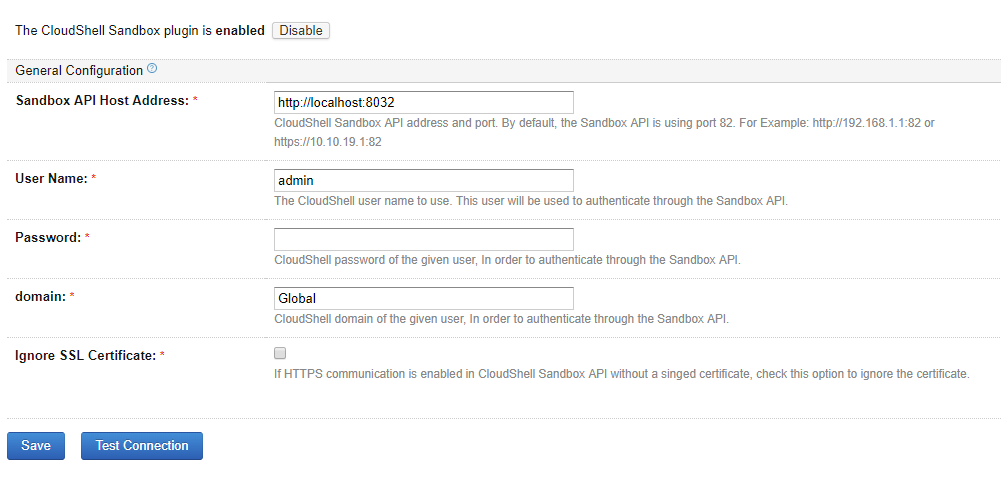 The CloudShell Sandbox plugin is enabled Disable
General Configuration ?
Sandbox API Host Address: * http://localhost:8032
CloudShell Sandbox API address and port. By default, the Sandbox API is using port 82. For Example: http://192.168.1.1:82 or
https://10.10.19.1:82
User Name: * admin
The CloudShell user name to use. This user will be used to authenticate through the Sandbox API.
Password: *
CloudShell password of the given user, In order to authenticate through the Sandbox API.
domain: * Global
CloudShell domain of the given user, In order to authenticate through the Sandbox API.
Ignore SSL Certificate: *
If HTTPS communication is enabled in CloudShell Sandbox API without a singed certificate, check this option to ignore the certificate.
Save Test Connection